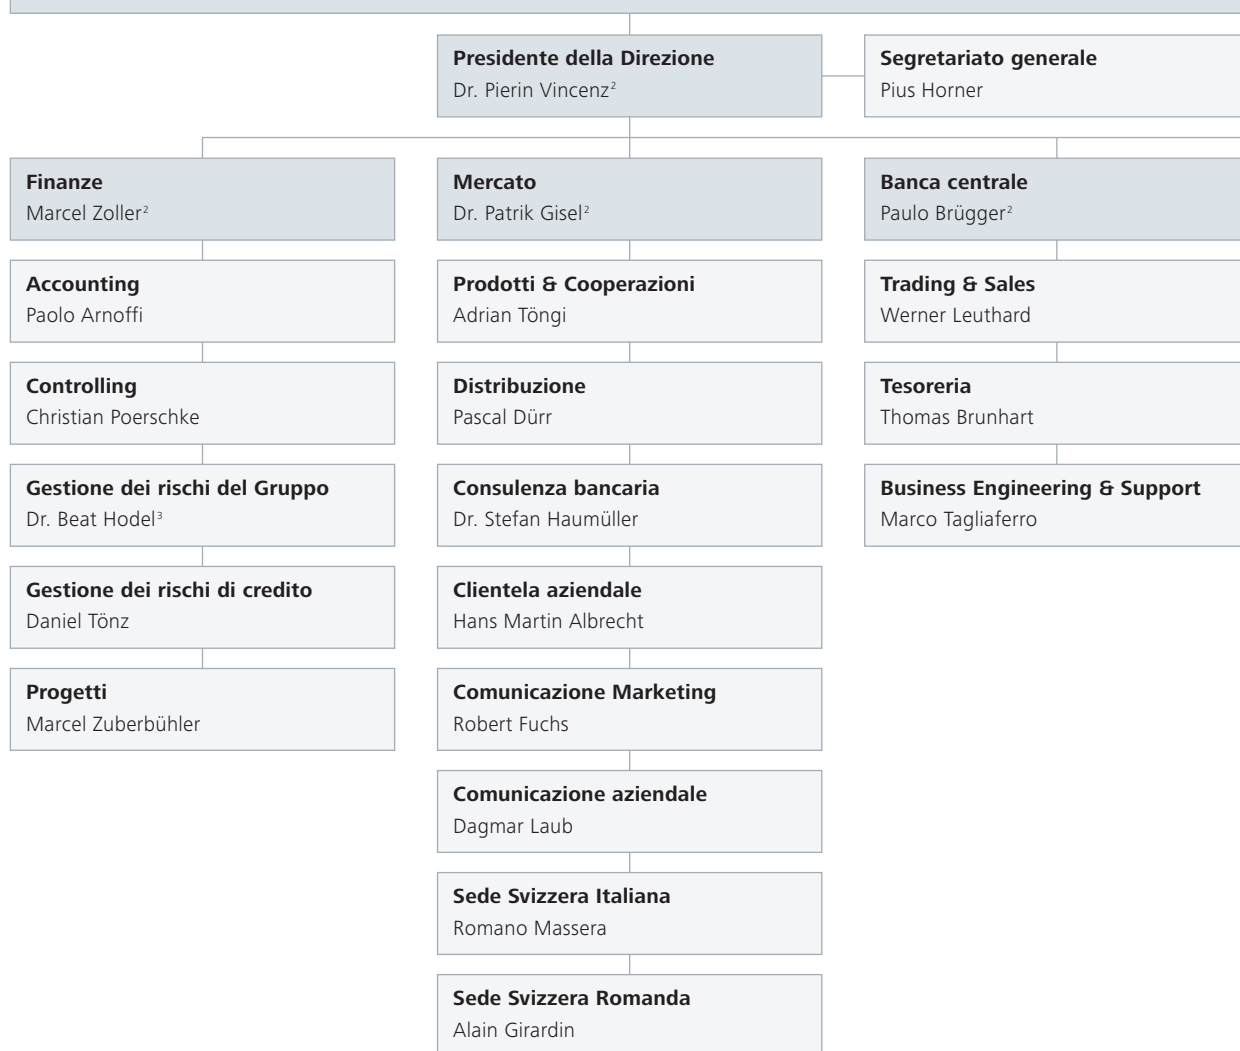 Presidente della Direzione
Dr. Pierin Vincenz²
Segretariato generale
Pius Horner
Finanze
Marcel Zoller²
Accounting
Paolo Arnoffi
Controlling
Christian Poerschke
Gestione dei rischi del Gruppo
Dr. Beat Hodel³
Gestione dei rischi di credito
Daniel Tönz
Progetti
Marcel Zuberbühler
Mercato
Dr. Patrik Gisel²
Prodotti & Cooperazioni
Adrian Töngi
Distribuzione
Pascal Dürr
Consulenza bancaria
Dr. Stefan Haumüller
Clientela aziendale
Hans Martin Albrecht
Comunicazione Marketing
Robert Fuchs
Comunicazione aziendale
Dagmar Laub
Sede Svizzera Italiana
Romano Massera
Sede Svizzera Romanda
Alain Girardin
Banca centrale
Paulo Brügger²
Trading & Sales
Werner Leuthard
Tesoreria
Thomas Brunhart
Business Engineering & Support
Marco Tagliaferro